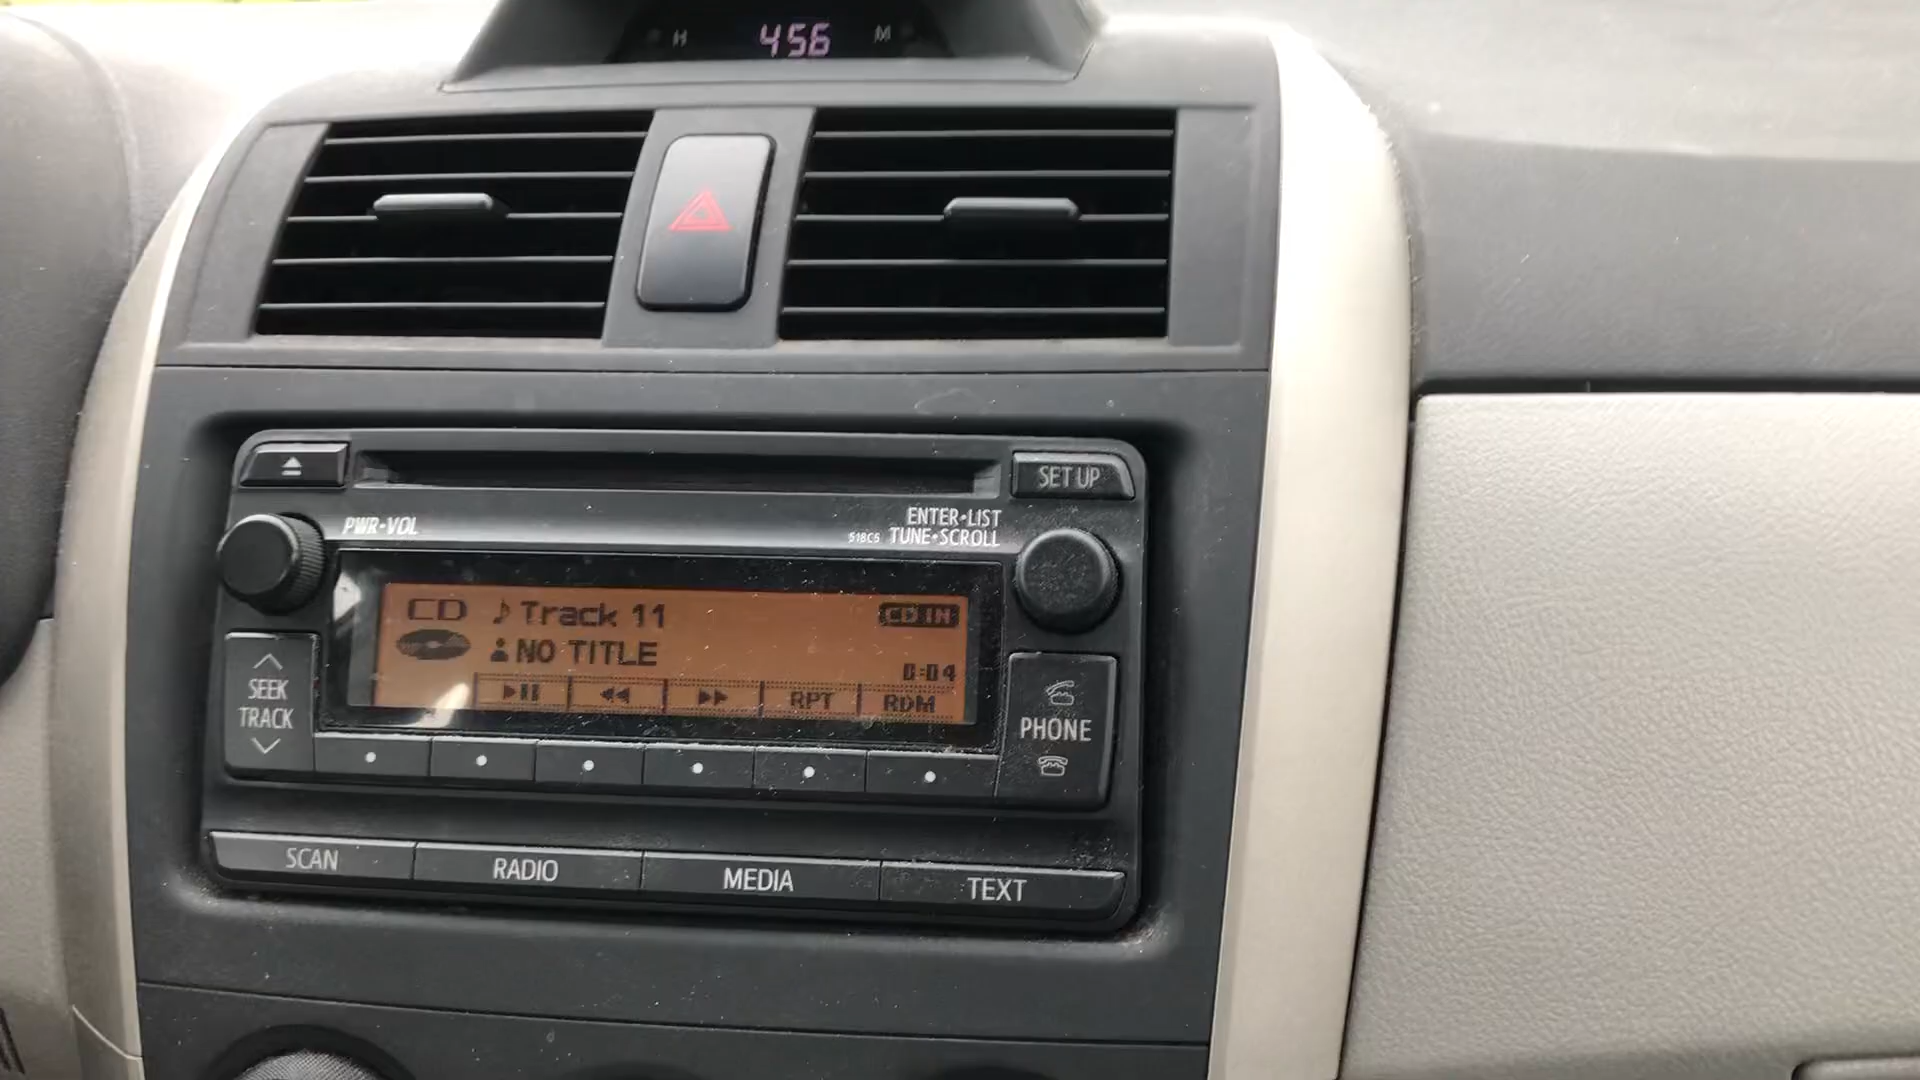 H 456 M
SET UP
PWR•VOL
ENTER•LIST
518C5 TUNE•SCROLL
CD ♪Track 11 CD IN
NO TITLE
0:04
RPT RDM
SEEK
TRACK
PHONE
SCAN RADIO MEDIA TEXT